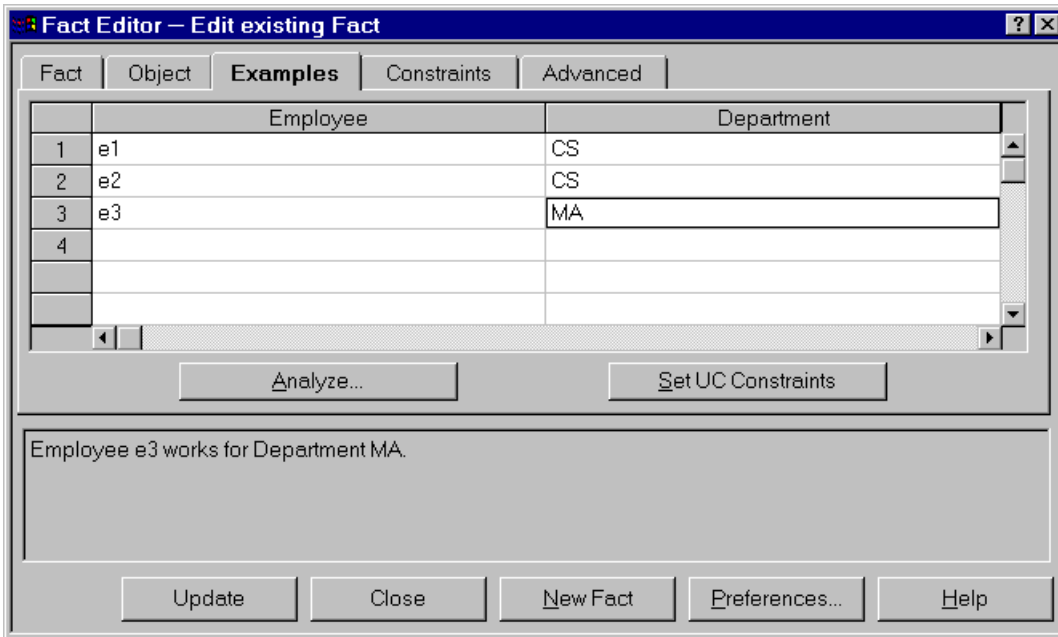 Fact Editor – Edit existing Fact
Fact Object Examples Constraints Advanced
Employee Department
1 e1 CS
2 e2 CS
3 e3 MA
4
Analyze... Set UC Constraints
Employee e3 works for Department MA.
Update Close New Fact Preferences... Help